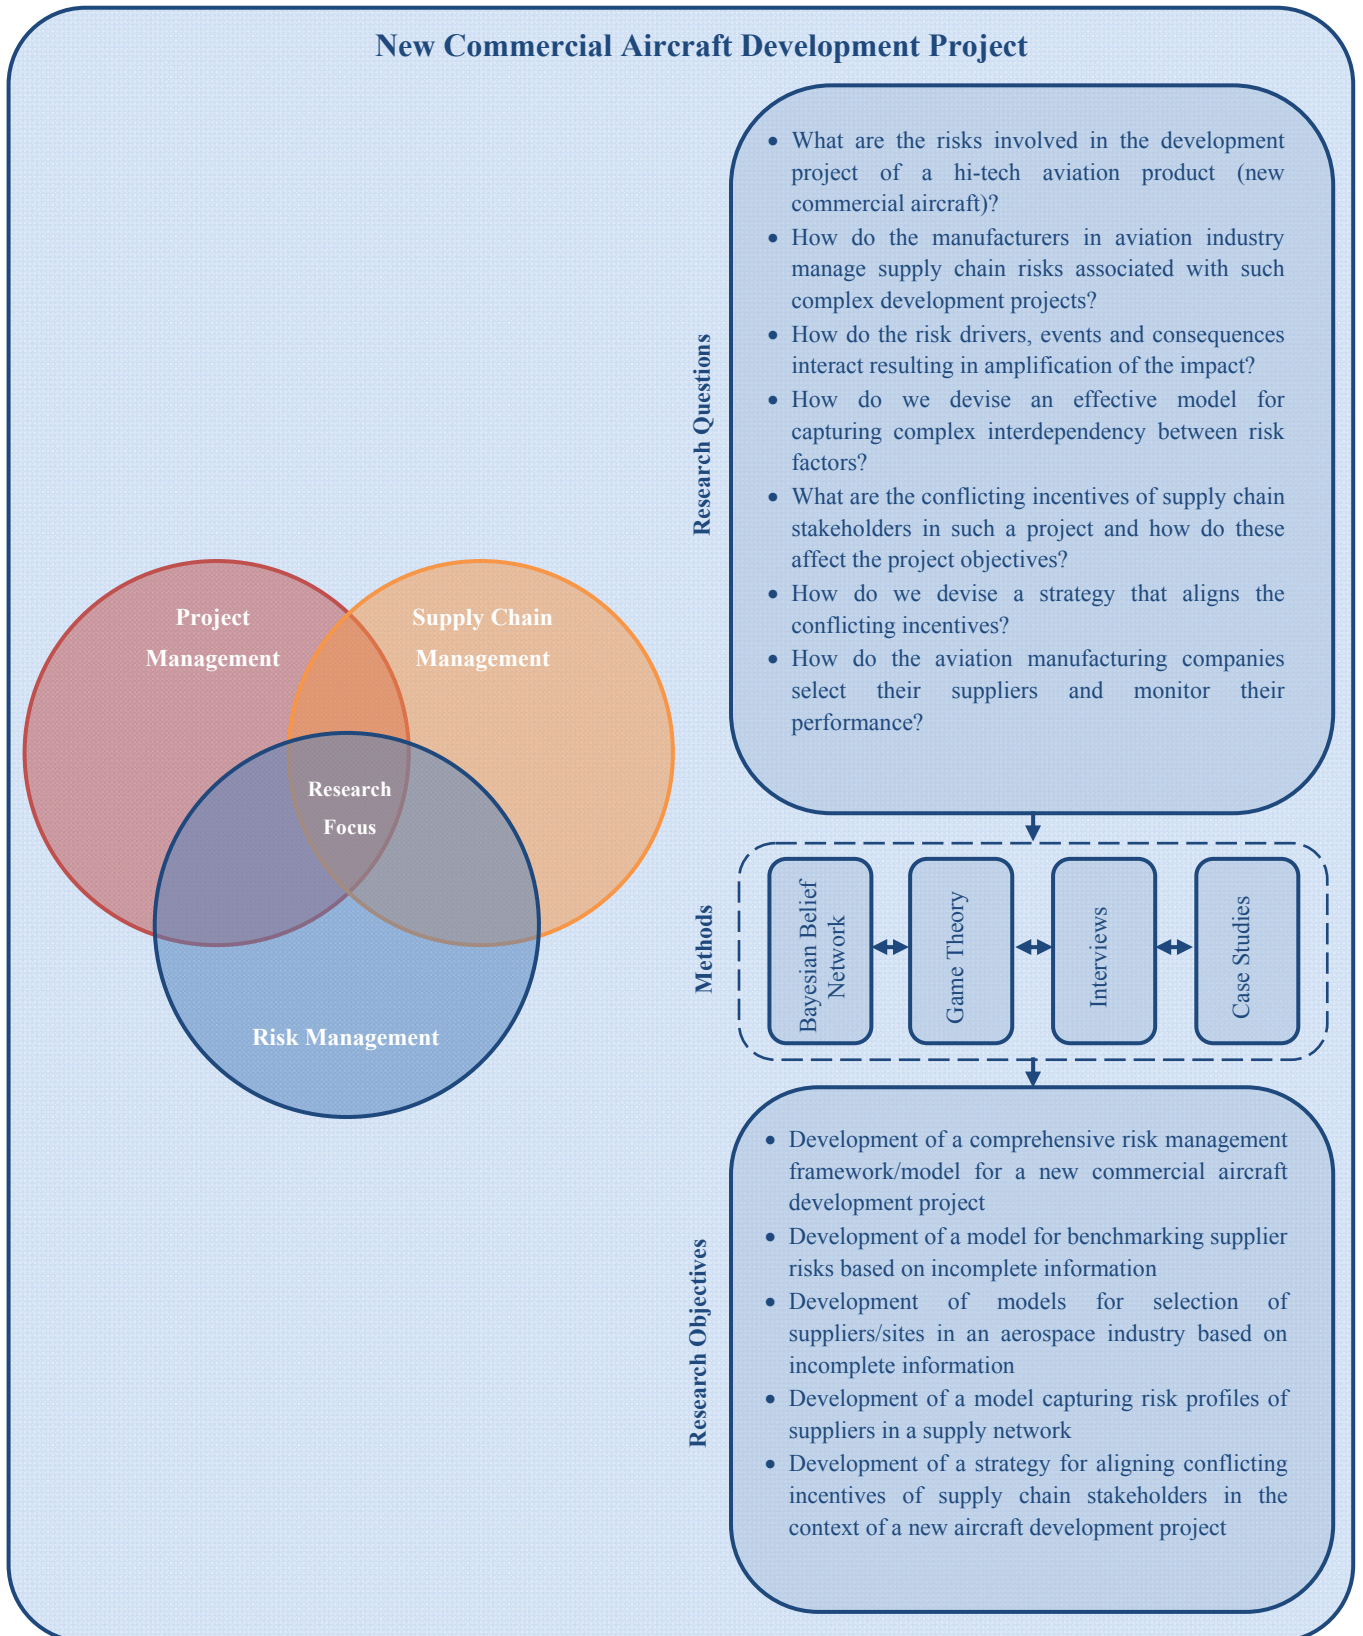 New Commercial Aircraft Development Project
Project
Management
Supply Chain
Management
Research
Focus
Risk Management
Research Questions
• What are the risks involved in the development
project of a hi-tech aviation product (new
commercial aircraft)?
• How do the manufacturers in aviation industry
manage supply chain risks associated with such
complex development projects?
• How do the risk drivers, events and consequences
interact resulting in amplification of the impact?
• How do we devise an effective model for
capturing complex interdependency between risk
factors?
• What are the conflicting incentives of supply chain
stakeholders in such a project and how do these
affect the project objectives?
• How do we devise a strategy that aligns the
conflicting incentives?
• How do the aviation manufacturing companies
select their suppliers and monitor their
performance?
Methods
Bayesian Belief
Network
Game Theory
Interviews
Case Studies
Research Objectives
• Development of a comprehensive risk management
framework/model for a new commercial aircraft
development project
• Development of a model for benchmarking supplier
risks based on incomplete information
• Development of models for selection of
suppliers/sites in an aerospace industry based on
incomplete information
• Development of a model capturing risk profiles of
suppliers in a supply network
• Development of a strategy for aligning conflicting
incentives of supply chain stakeholders in the
context of a new aircraft development project